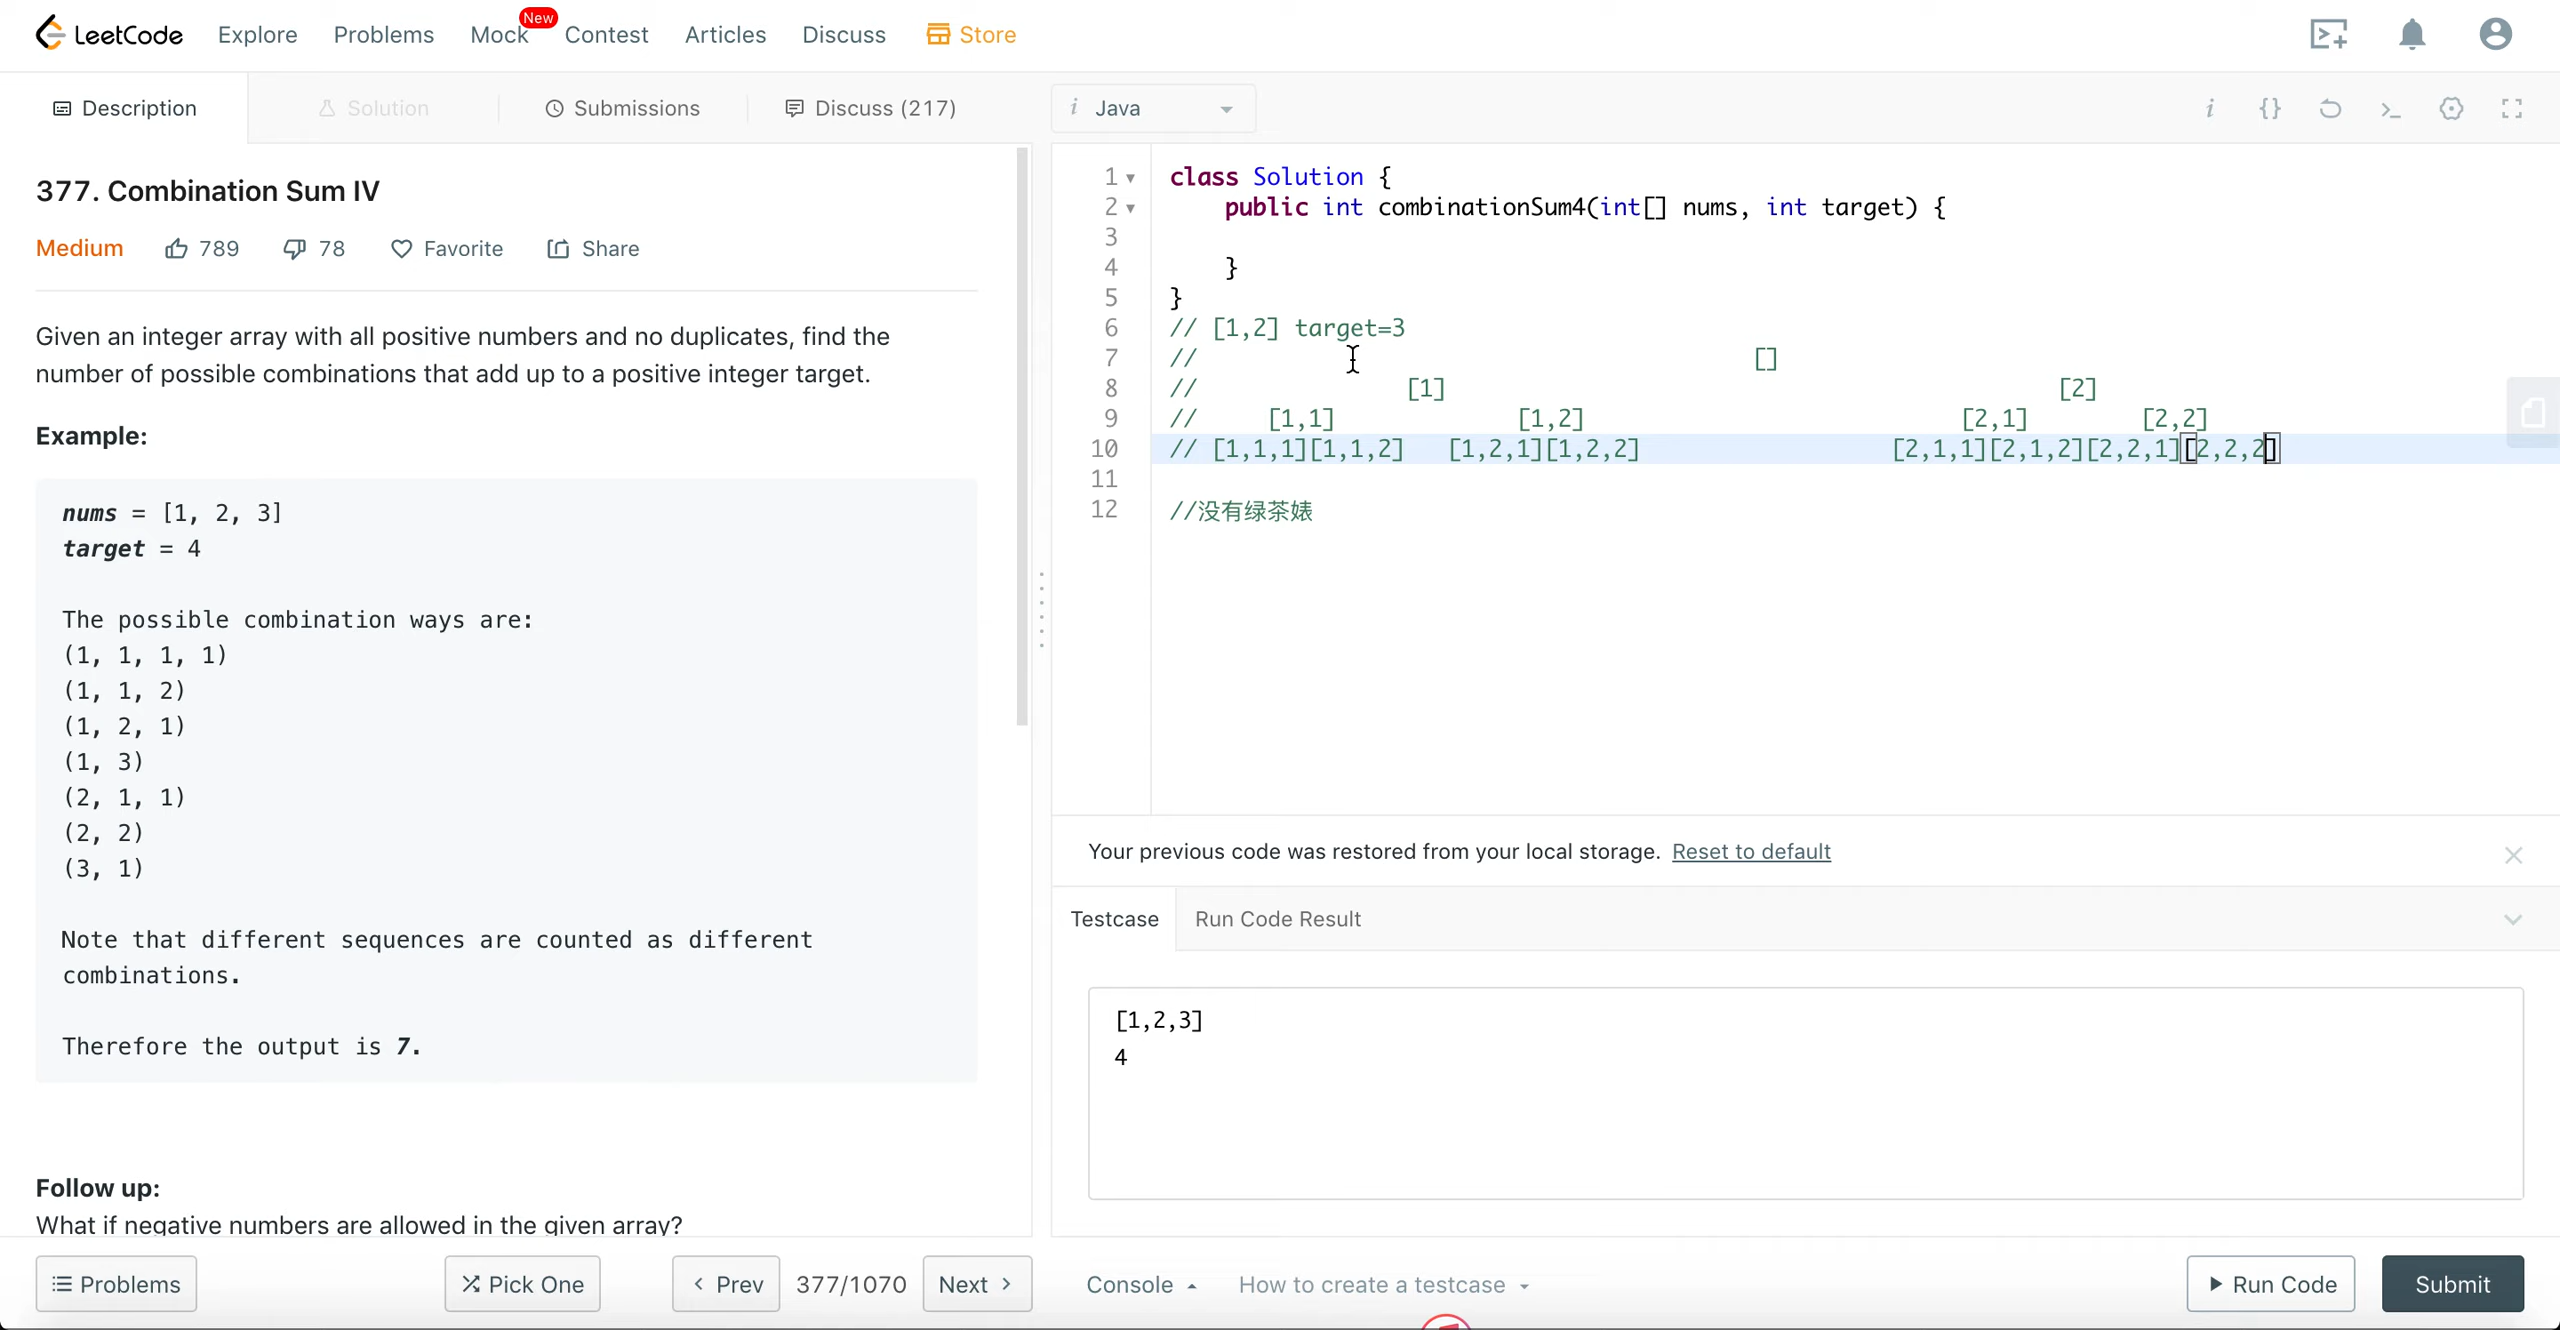 LeetCode Explore Problems Mock New Contest Articles Discuss Store
Description Solution Submissions Discuss (217)
377. Combination Sum IV
Medium 789 78 Favorite Share
Given an integer array with all positive numbers and no duplicates, find the
number of possible combinations that add up to a positive integer target.
Example:
nums = [1, 2, 3]
target = 4
The possible combination ways are:
(1, 1, 1, 1)
(1, 1, 2)
(1, 2, 1)
(1, 3)
(2, 1, 1)
(2, 2)
(3, 1)
Note that different sequences are counted as different
combinations.
Therefore the output is 7.
Follow up:
What if negative numbers are allowed in the given array?
Problems Pick One Prev 377/1070 Next
i Java i {}
1 class Solution {
2 public int combinationSum4(int[] nums, int target) {
3
4 }
5 }
6 // [1,2] target=3
7 // []
8 // [1] [2]
9 // [1,1] [1,2] [2,1] [2,2]
10 // [1,1,1][1,1,2] [1,2,1][1,2,2] [2,1,1][2,1,2][2,2,1][2,2,2]
11
12 //没有绿茶婊
Your previous code was restored from your local storage. Reset to default
Testcase Run Code Result
[1,2,3]
4
Console How to create a testcase Run Code Submit